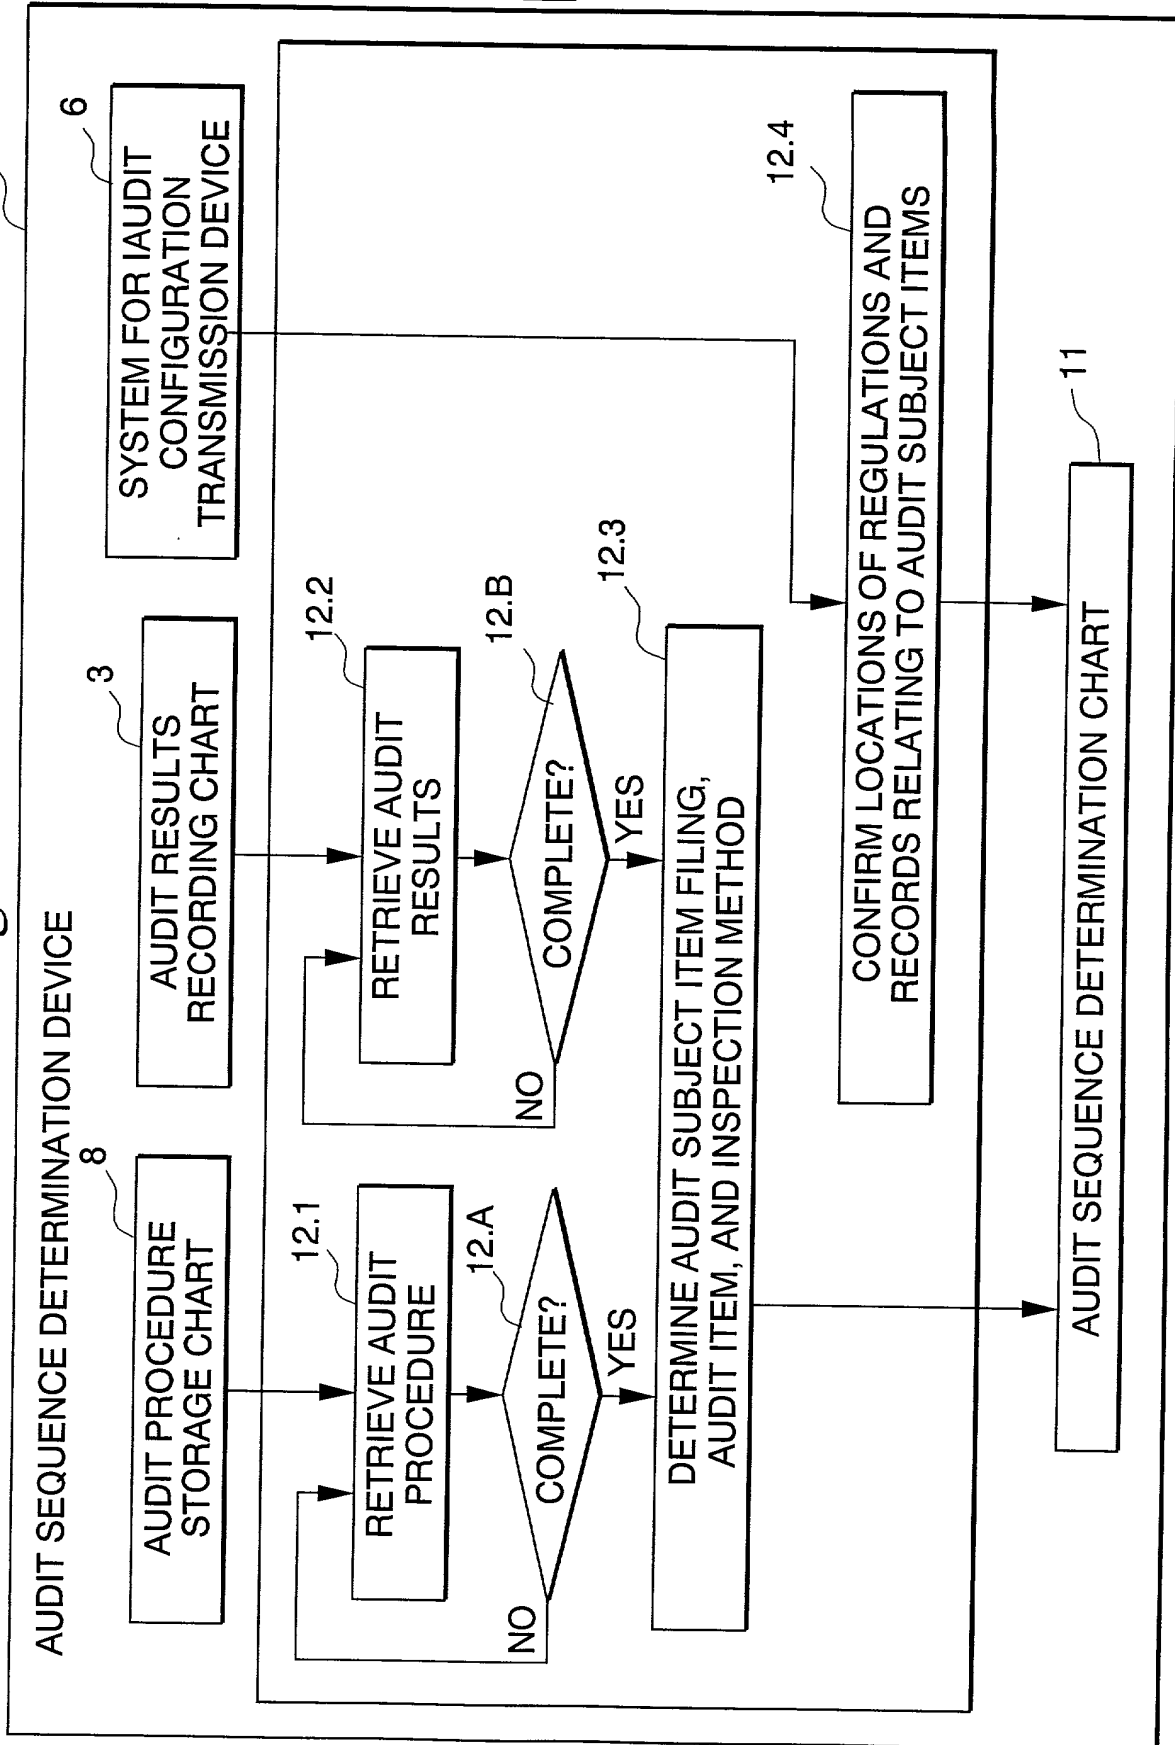 AUDIT SEQUENCE DETERMINATION DEVICE
8
AUDIT PROCEDURE
STORAGE CHART
3
AUDIT RESULTS
RECORDING CHART
6
SYSTEM FOR IAUDIT
CONFIGURATION
TRANSMISSION DEVICE
12.1
RETRIEVE AUDIT
PROCEDURE
12.2
RETRIEVE AUDIT
RESULTS
12.A
COMPLETE?
NO
YES
12.B
COMPLETE?
NO
YES
12.3
DETERMINE AUDIT SUBJECT ITEM FILING,
AUDIT ITEM, AND INSPECTION METHOD
12.4
CONFIRM LOCATIONS OF REGULATIONS AND
RECORDS RELATING TO AUDIT SUBJECT ITEMS
11
AUDIT SEQUENCE DETERMINATION CHART